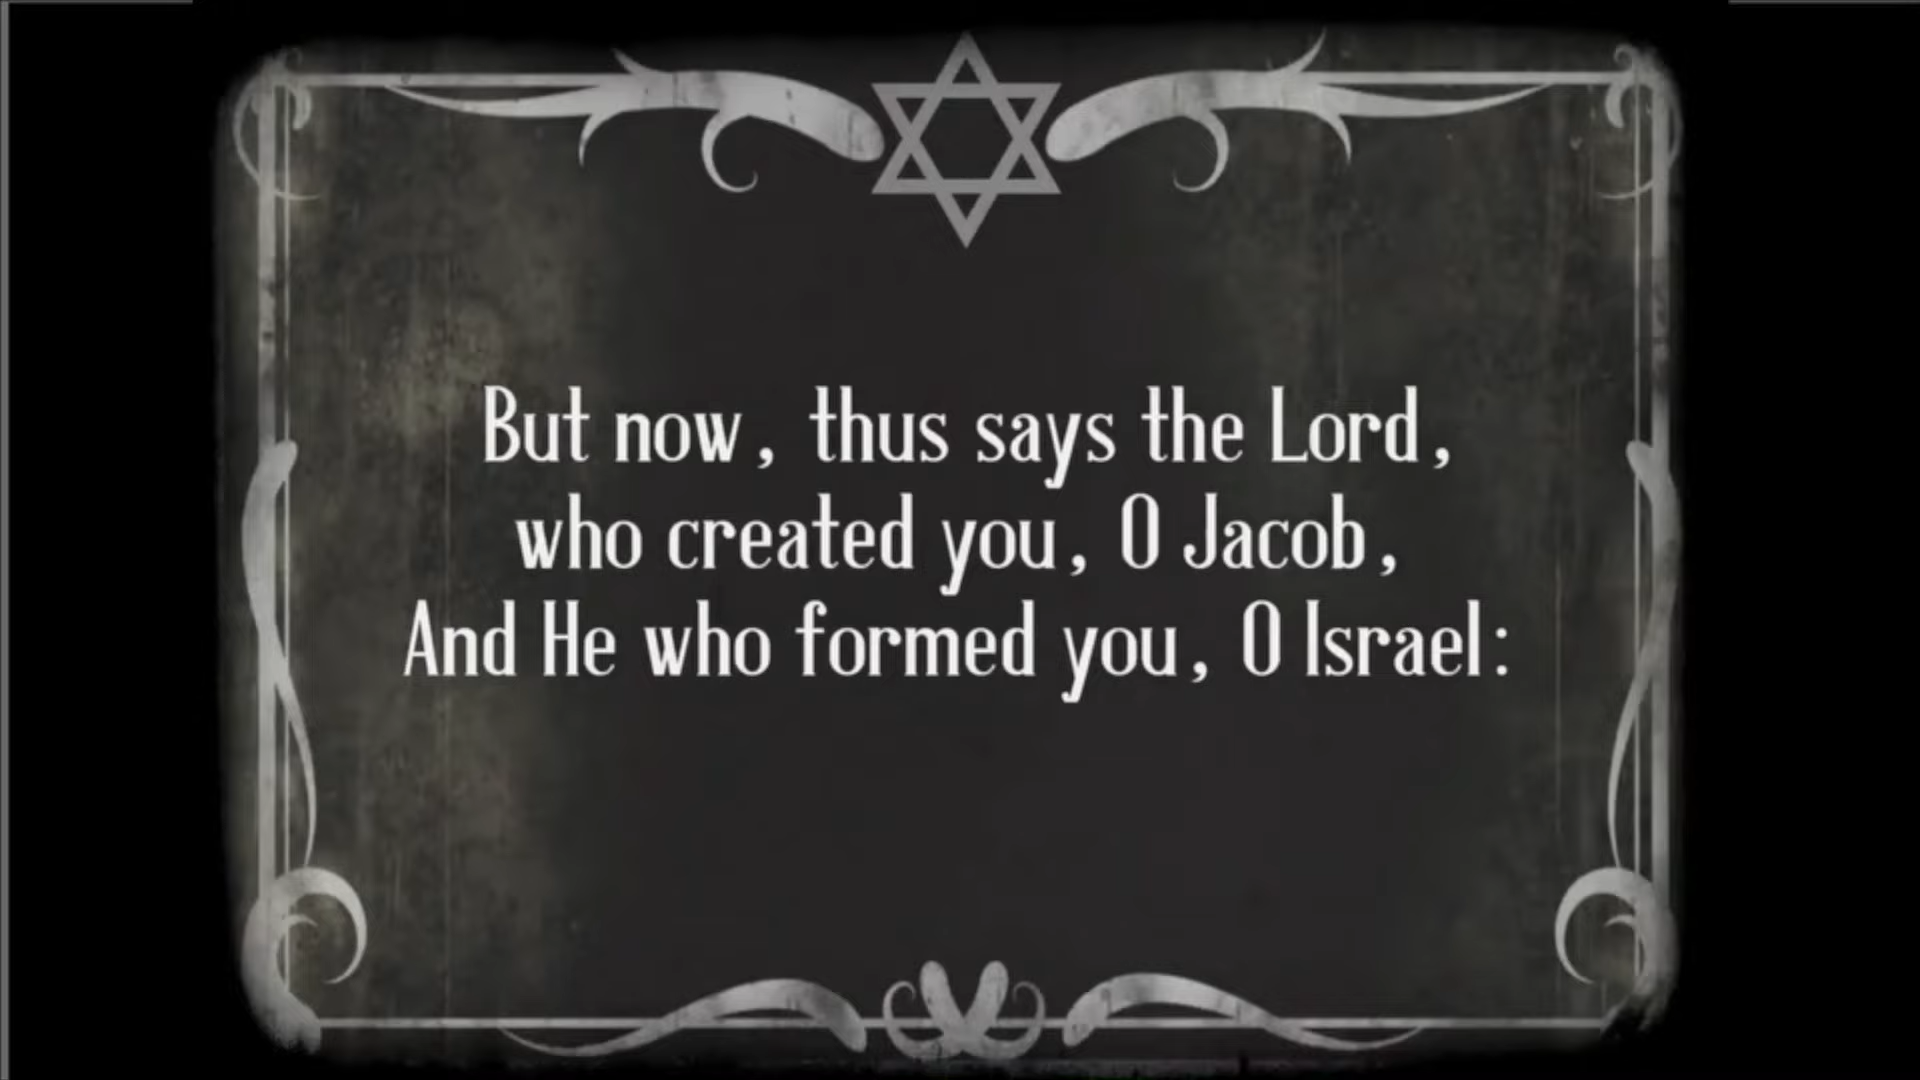 But now, thus says the Lord,
who created you, O Jacob,
And He who formed you, O Israel: